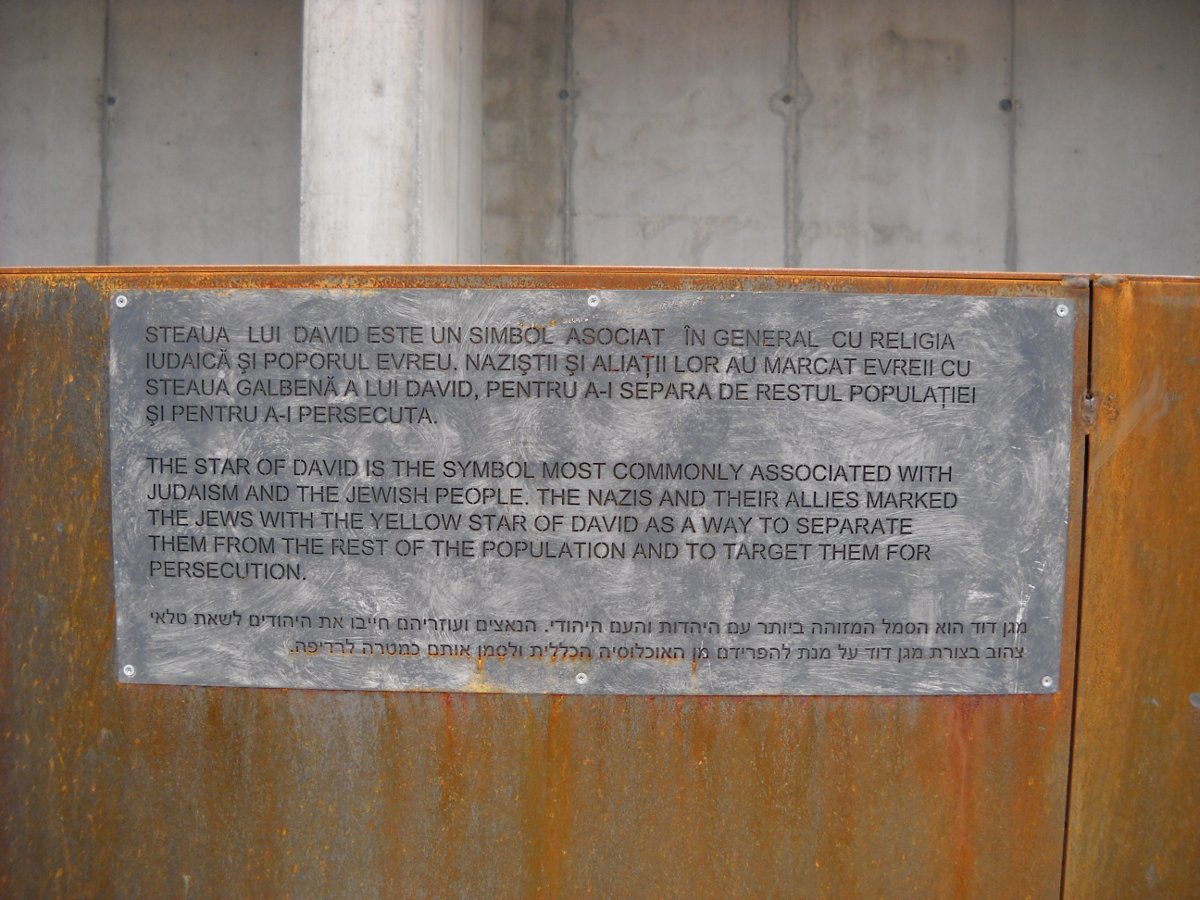 STEAUA LUI DAVID ESTE UN SIMBOL ASOCIAT ÎN GENERAL CU RELIGIA
IUDAICĂ ŞI POPORUL EVREU. NAZIŞTII ŞI ALIAŢII LOR AU MARCAT EVREII CU
STEAUA GALBENĂ A LUI DAVID, PENTRU A-I SEPARA DE RESTUL POPULAŢIEI
ŞI PENTRU A-I PERSECUTA.
THE STAR OF DAVID IS THE SYMBOL MOST COMMONLY ASSOCIATED WITH
JUDAISM AND THE JEWISH PEOPLE. THE NAZIS AND THEIR ALLIES MARKED
THE JEWS WITH THE YELLOW STAR OF DAVID AS A WAY TO SEPARATE
THEM FROM THE REST OF THE POPULATION AND TO TARGET THEM FOR
PERSECUTION.
מגן דוד הוא הסמל המזוהה ביותר עם היהדות והעם היהודי. הנאצים ועוזריהם חייבו את היהודים לשאת טלאי
צהוב בצורת מגן דוד על מנת להפרידם מן האוכלוסיה הכללית ולסמן אותם כמטרה לרדיפה.